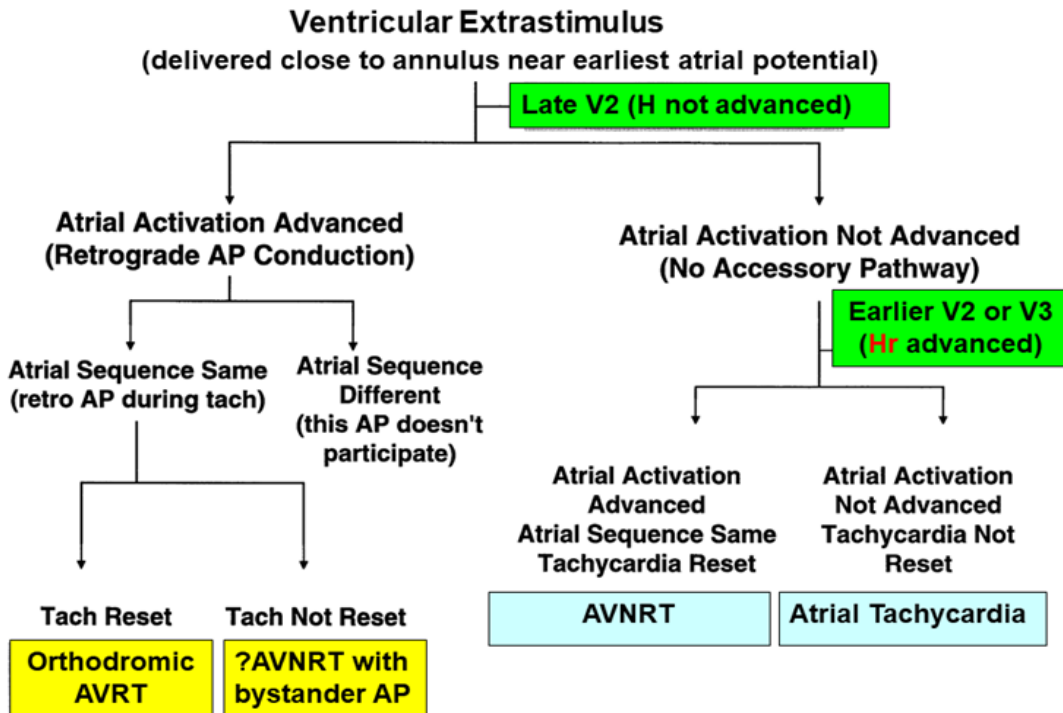 Ventricular Extrastimulus
(delivered close to annulus near earliest atrial potential)
Late V2 (H not advanced)
Atrial Activation Advanced
(Retrograde AP Conduction)
Atrial Activation Not Advanced
(No Accessory Pathway)
Earlier V2 or V3
(Hr advanced)
Atrial Sequence Same
(retro AP during tach)
Atrial Sequence
Different
(this AP doesn't
participate)
Atrial Activation
Advanced
Atrial Sequence Same
Tachycardia Reset
Atrial Activation
Not Advanced
Tachycardia Not
Reset
Tach Reset
Tach Not Reset
AVNRT
Atrial Tachycardia
Orthodromic
AVRT
?AVNRT with
bystander AP